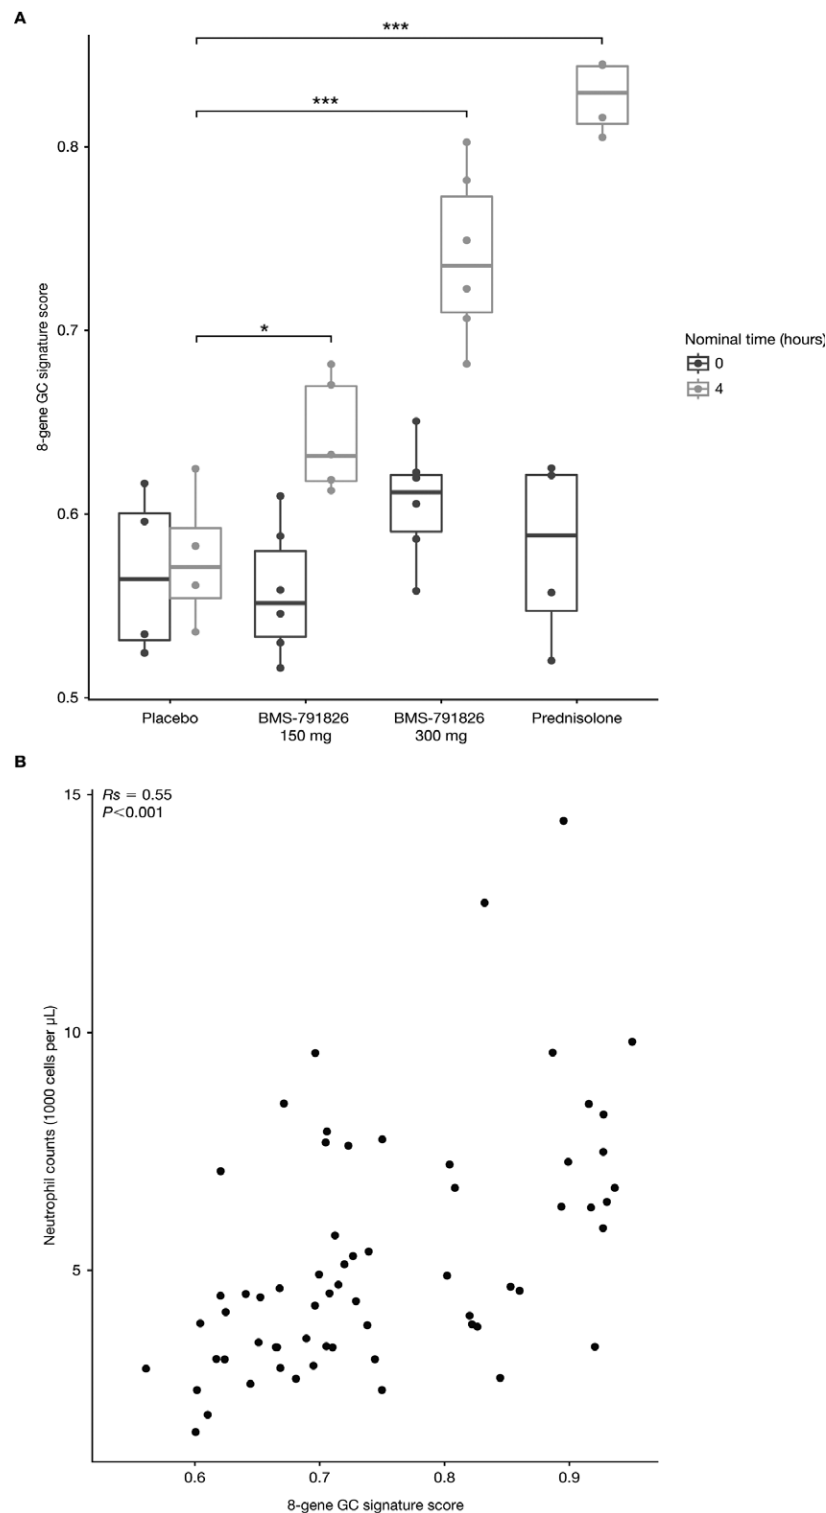 A
***
***
*
0.8
0.7
0.6
0.5
8-gene GC signature score
Placebo
BMS-791826
150 mg
BMS-791826
300 mg
Prednisolone
Nominal time (hours)
0
4
B
Rs = 0.55
P<0.001
15
10
5
Neutrophil counts (1000 cells per µL)
0.6
0.7
0.8
0.9
8-gene GC signature score